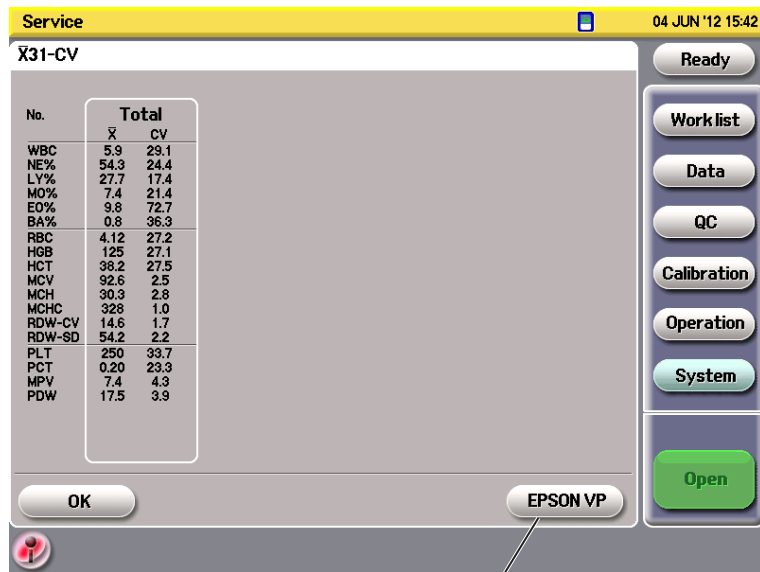 Service 04 JUN '12 15:42
X̅31-CV
Ready
No. Total
X̅ CV
WBC 5.9 29.1
NE% 54.3 24.4
LY% 27.7 17.4
MO% 7.4 21.4
EO% 9.8 72.7
BA% 0.8 36.3
RBC 4.12 27.2
HGB 125 27.1
HCT 38.2 27.5
MCV 92.6 2.5
MCH 30.3 2.8
MCHC 328 1.0
RDW-CV 14.6 1.7
RDW-SD 54.2 2.2
PLT 250 33.7
PCT 0.20 23.3
MPV 7.4 4.3
PDW 17.5 3.9
Work list
Data
QC
Calibration
Operation
System
Open
OK EPSON VP